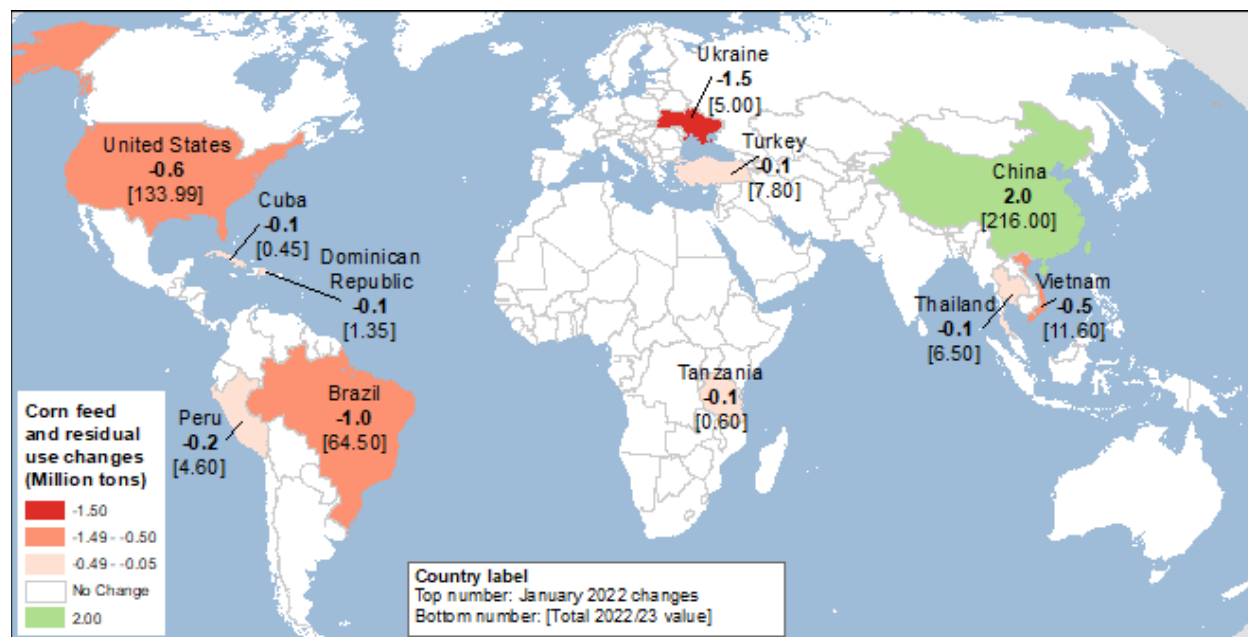 Ukraine
-1.5
[5.00]
United States
-0.6
[133.99]
Turkey
-0.1
[7.80]
China
2.0
[216.00]
Cuba
-0.1
[0.45]
Dominican
Republic
-0.1
[1.35]
Thailand
-0.1
[6.50]
Vietnam
-0.5
[11.60]
Tanzania
-0.1
[0.60]
Peru
-0.2
[4.60]
Brazil
-1.0
[64.50]
Corn feed
and residual
use changes
(Million tons)
-1.50
-1.49 - -0.50
-0.49 - -0.05
No Change
2.00
Country label
Top number: January 2022 changes
Bottom number: [Total 2022/23 value]